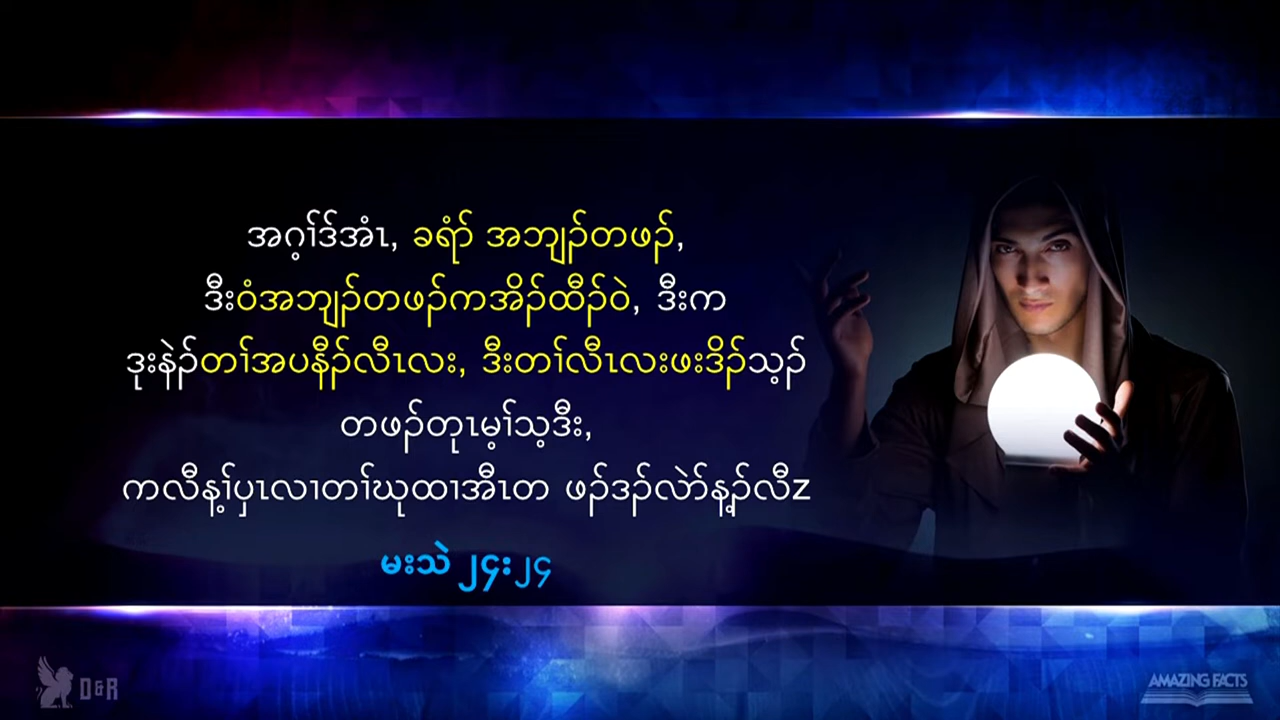 အဂ့ၢ်ဒ်အံၤ, ခရံာ် အဘျၣ်တဖၣ်,
ဒီးဝံအဘျၣ်တဖၣ်ကအိၣ်ထီၣ်ဝဲ, ဒီးက
ဒုးနဲၣ်တၢ်အပနီၣ်လီၤလး, ဒီးတၢ်လီၤလးဖးဒိၣ်သ့ၣ်
တဖၣ်တုၤမ့ၢ်သ့ဒီး,
ကလီန့ၢ်ပှၤလၢတၢ်ဃုထၢအီၤတ ဖၣ်ဒၣ်လဲာ်န့ၣ်လီz
မးသဲ ၂၄း၂၄
D&R
AMAZING FACTS